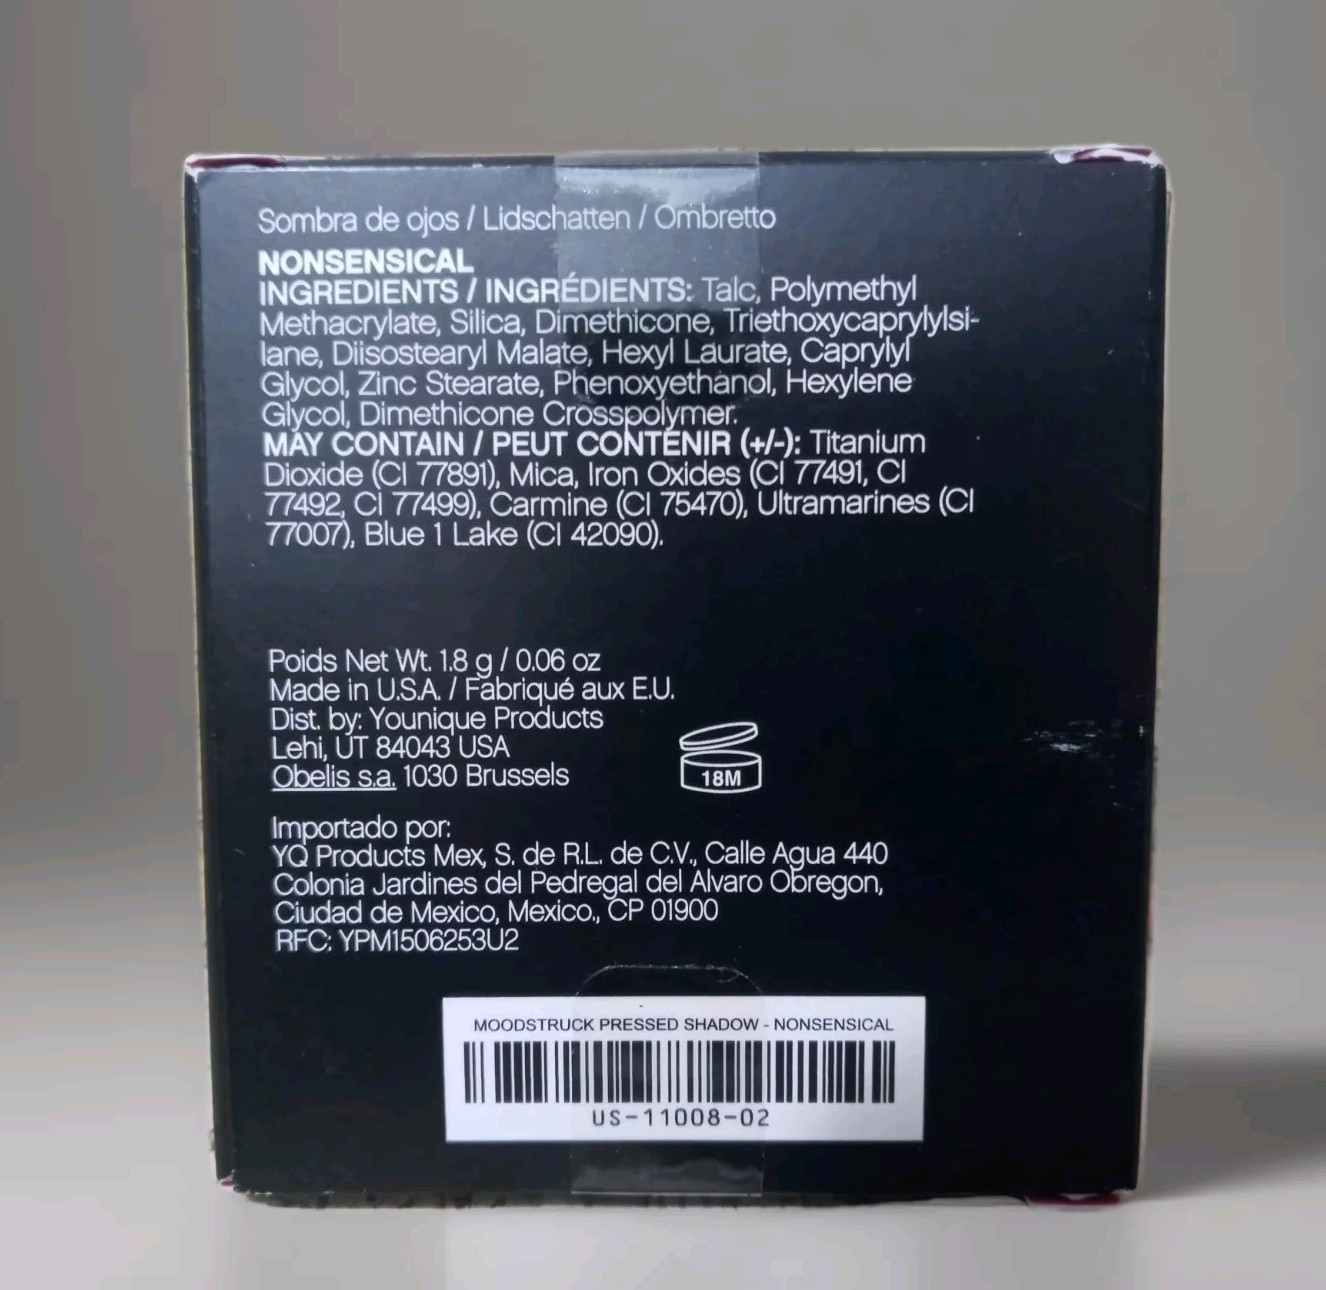 Sombra de ojos / Lidschatten / Ombretto
NONSENSICAL
INGREDIENTS / INGRÉDIENTS: Talc, Polymethyl
Methacrylate, Silica, Dimethicone, Triethoxycaprylylsi-
lane, Diisostearyl Malate, Hexyl Laurate, Caprylyl
Glycol, Zinc Stearate, Phenoxyethanol, Hexylene
Glycol, Dimethicone Crosspolymer.
MAY CONTAIN / PEUT CONTENIR (+/-): Titanium
Dioxide (CI 77891), Mica, Iron Oxides (CI 77491, CI
77492, CI 77499), Carmine (CI 75470), Ultramarines (CI
77007), Blue 1 Lake (CI 42090).
Poids Net Wt. 1.8 g / 0.06 oz
Made in U.S.A. / Fabriqué aux E.U.
Dist. by: Younique Products
Lehi, UT 84043 USA
Obelis s.a. 1030 Brussels
18M
Importado por:
YQ Products Mex, S. de R.L. de C.V., Calle Agua 440
Colonia Jardines del Pedregal del Alvaro Obregon,
Ciudad de Mexico, Mexico., CP 01900
RFC: YPM1506253U2
MOODSTRUCK PRESSED SHADOW - NONSENSICAL
US-11008-02